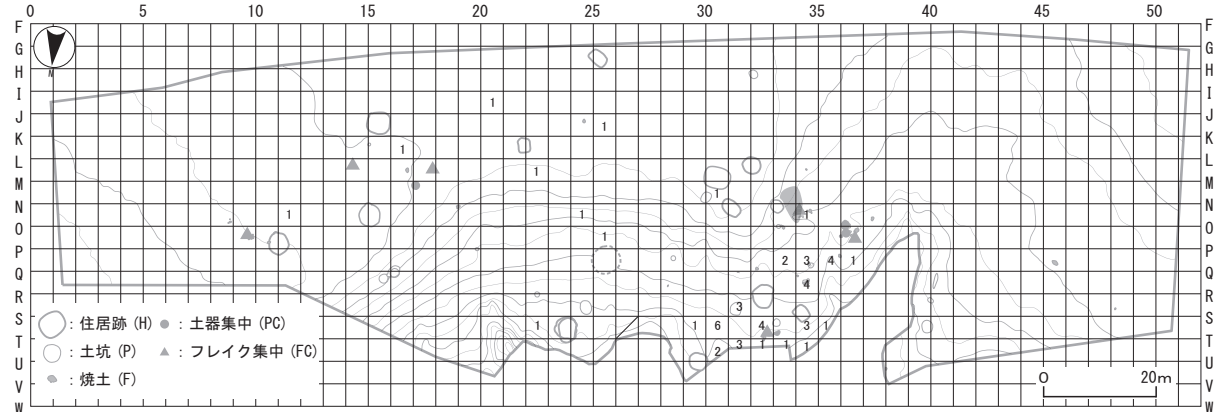 0 5 10 15 20 25 30 35 40 45 50
F F
G G
H H
I I
J J
K K
L L
M M
N N
O O
P P
Q Q
R R
S S
T T
U U
V V
W W
N
1
1
1
1
1
1 1
1 1
1
2 3 4 1
4
3
1 1 6 4 3 1
2 3 1 1 1
：住居跡 (H) ：土器集中 (PC)
：土坑 (P) ：フレイク集中 (FC)
：焼土 (F)
0 20m